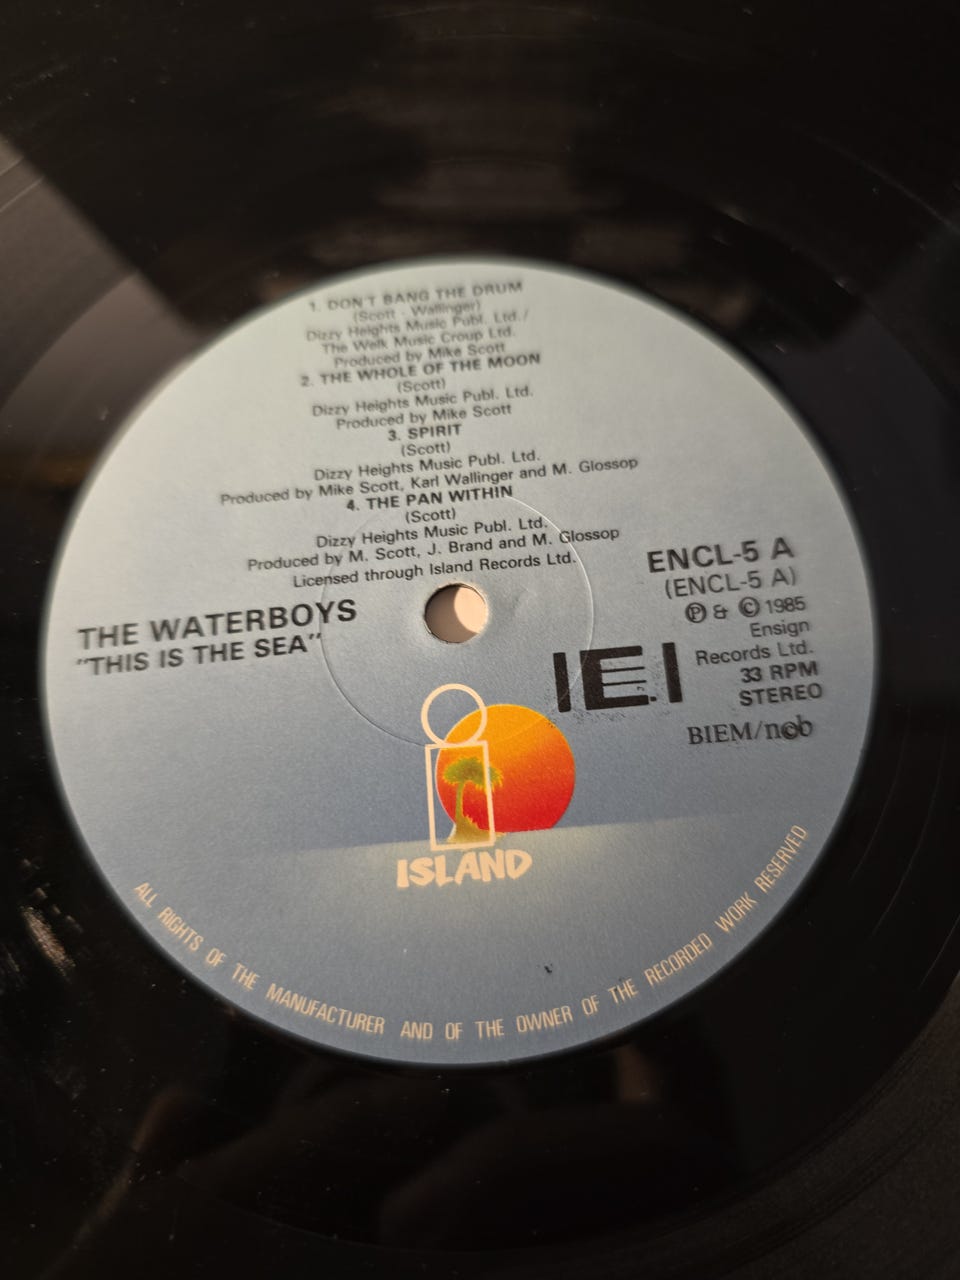 1. DON'T BANG THE DRUM
(Scott - Wallinger)
Dizzy Heights Music Publ. Ltd./
The Welk Music Croup Ltd.
Produced by Mike Scott
2. THE WHOLE OF THE MOON
(Scott)
Dizzy Heights Music Publ. Ltd.
Produced by Mike Scott
3. SPIRIT
(Scott)
Dizzy Heights Music Publ. Ltd.
Produced by Mike Scott, Karl Wallinger and M. Glossop
4. THE PAN WITHIN
(Scott)
Dizzy Heights Music Publ. Ltd.
Produced by M. Scott, J. Brand and M. Glossop
Licensed through Island Records Ltd.
THE WATERBOYS
"THIS IS THE SEA"
ENCL-5 A
(ENCL-5 A)
℗ & © 1985
Ensign
Records Ltd.
33 RPM
STEREO
BIEM/ncb
ISLAND
ALL RIGHTS OF THE MANUFACTURER AND OF THE OWNER OF THE RECORDED WORK RESERVED